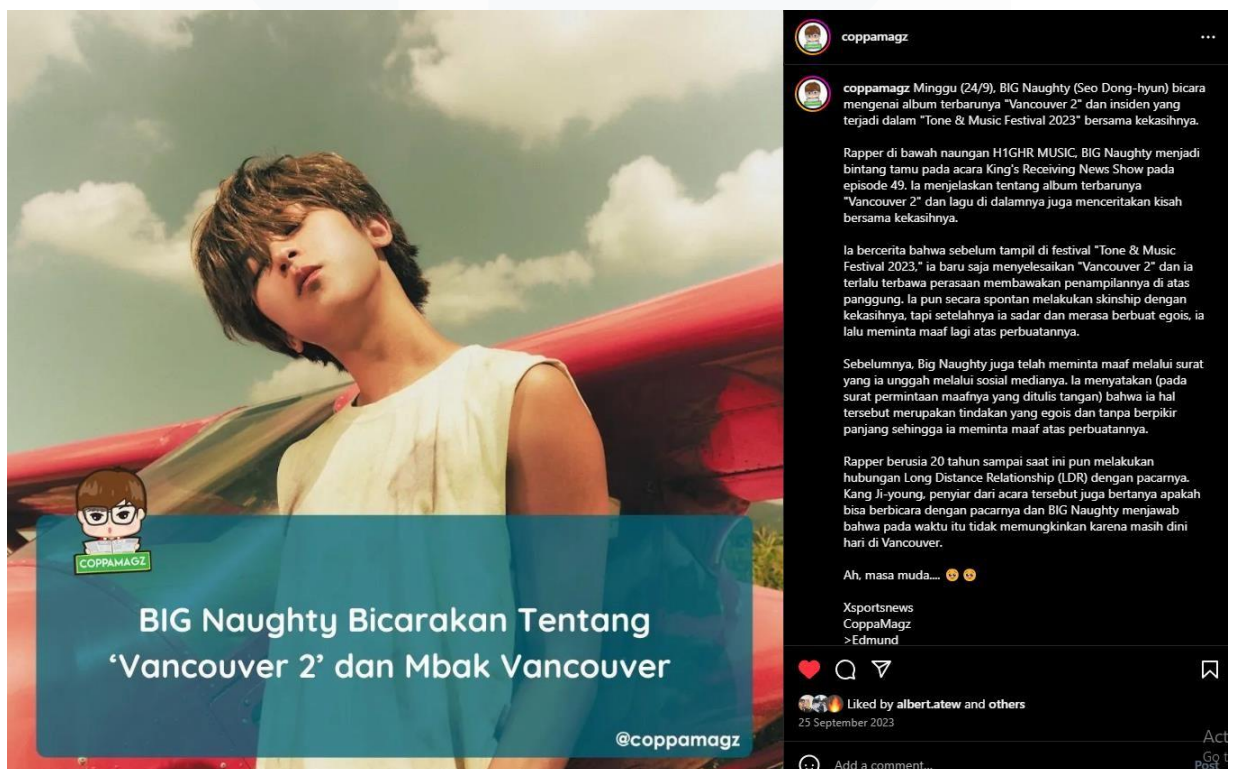 COPPAMAGZ
BIG Naughty Bicarakan Tentang
‘Vancouver 2’ dan Mbak Vancouver
@coppamagz
coppamagz
coppamagz Minggu (24/9), BIG Naughty (Seo Dong-hyun) bicara
mengenai album terbarunya "Vancouver 2" dan insiden yang
terjadi dalam "Tone & Music Festival 2023" bersama kekasihnya.
Rapper di bawah naungan H1GHR MUSIC, BIG Naughty menjadi
bintang tamu pada acara King's Receiving News Show pada
episode 49. Ia menjelaskan tentang album terbarunya
"Vancouver 2" dan lagu di dalamnya juga menceritakan kisah
bersama kekasihnya.
Ia bercerita bahwa sebelum tampil di festival "Tone & Music
Festival 2023," ia baru saja menyelesaikan "Vancouver 2" dan ia
terlalu terbawa perasaan membawakan penampilannya di atas
panggung. Ia pun secara spontan melakukan skinship dengan
kekasihnya, tapi setelahnya ia sadar dan merasa berbuat egois, ia
lalu meminta maaf lagi atas perbuatannya.
Sebelumnya, Big Naughty juga telah meminta maaf melalui surat
yang ia unggah melalui sosial medianya. Ia menyatakan (pada
surat permintaan maafnya yang ditulis tangan) bahwa ia hal
tersebut merupakan tindakan yang egois dan tanpa berpikir
panjang sehingga ia meminta maaf atas perbuatannya.
Rapper berusia 20 tahun sampai saat ini pun melakukan
hubungan Long Distance Relationship (LDR) dengan pacarnya.
Kang Ji-young, penyiar dari acara tersebut juga bertanya apakah
bisa berbicara dengan pacarnya dan BIG Naughty menjawab
bahwa pada waktu itu tidak memungkinkan karena masih dini
hari di Vancouver.
Ah, masa muda.... 🥺 🥺
Xsportsnews
CoppaMagz
>Edmund
Liked by albert.atew and others
25 September 2023
Add a comment...
Post
Act
Go t